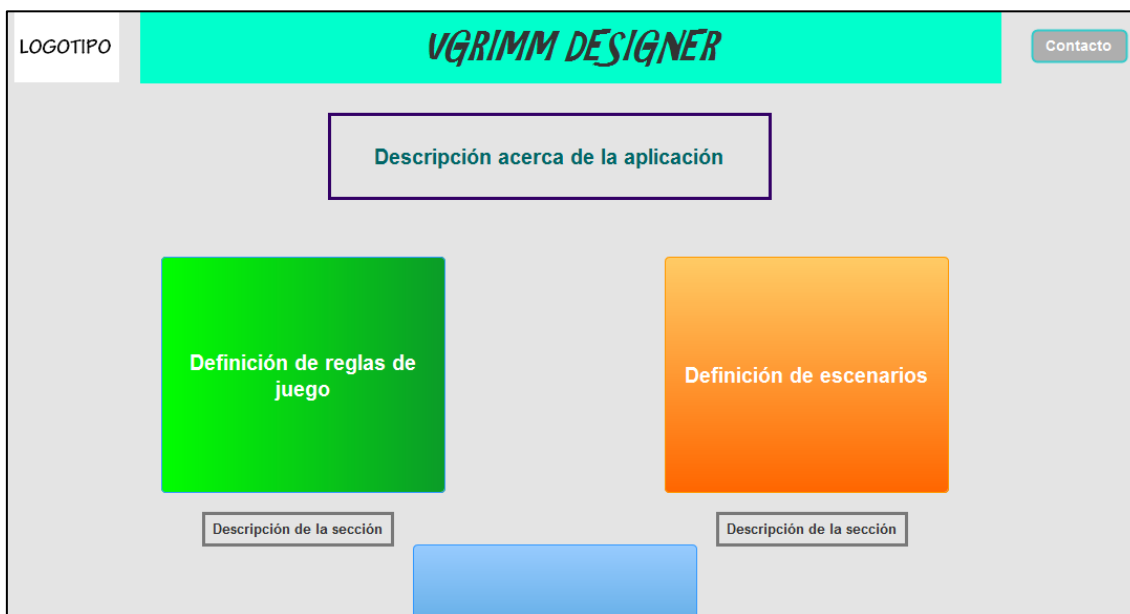 LOGOTIPO
VGRIMM DESIGNER
Contacto
Descripción acerca de la aplicación
Definición de reglas de
juego
Definición de escenarios
Descripción de la sección
Descripción de la sección